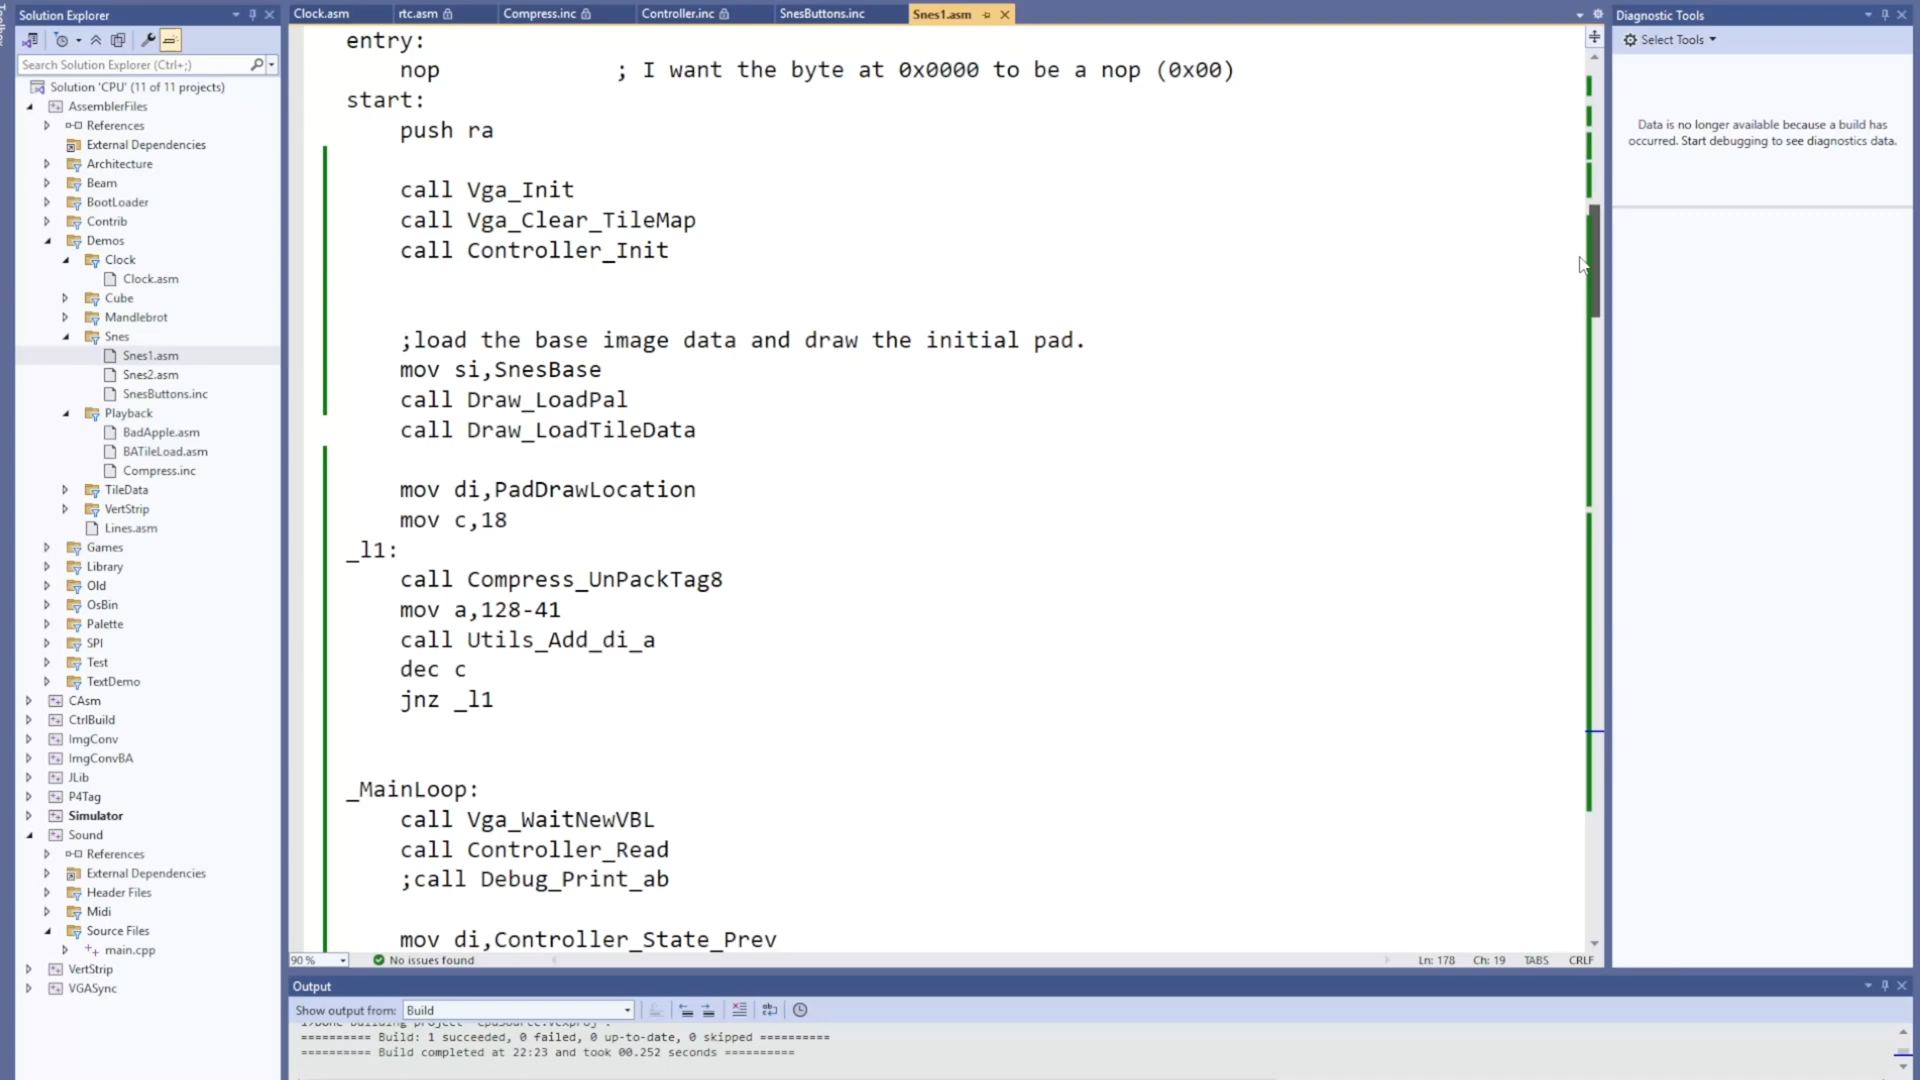 Solution Explorer
Search Solution Explorer (Ctrl+;)
Solution 'CPU' (11 of 11 projects)
AssemblerFiles
References
External Dependencies
Architecture
Beam
BootLoader
Contrib
Demos
Clock
Clock.asm
Cube
Mandlebrot
Snes
Snes1.asm
Snes2.asm
SnesButtons.inc
Playback
BadApple.asm
BATileLoad.asm
Compress.inc
TileData
VertStrip
Lines.asm
Games
Library
Old
OsBin
Palette
SPI
Test
TextDemo
CAsm
CtrlBuild
ImgConv
ImgConvBA
JLib
P4Tag
Simulator
Sound
References
External Dependencies
Header Files
Midi
Source Files
main.cpp
VertStrip
VGASync
Clock.asm rtc.asm Compress.inc Controller.inc SnesButtons.inc Snes1.asm
entry:
nop ; I want the byte at 0x0000 to be a nop (0x00)
start:
push ra
call Vga_Init
call Vga_Clear_TileMap
call Controller_Init
;load the base image data and draw the initial pad.
mov si,SnesBase
call Draw_LoadPal
call Draw_LoadTileData
mov di,PadDrawLocation
mov c,18
_l1:
call Compress_UnPackTag8
mov a,128-41
call Utils_Add_di_a
dec c
jnz _l1
_MainLoop:
call Vga_WaitNewVBL
call Controller_Read
;call Debug_Print_ab
mov di,Controller_State_Prev
90 % No issues found Ln: 178 Ch: 19 TABS CRLF
Output
Show output from: Build
========== Build: 1 succeeded, 0 failed, 0 up-to-date, 0 skipped ==========
========== Build completed at 22:23 and took 00.252 seconds ==========
Diagnostic Tools
Select Tools
Data is no longer available because a build has
occurred. Start debugging to see diagnostics data.